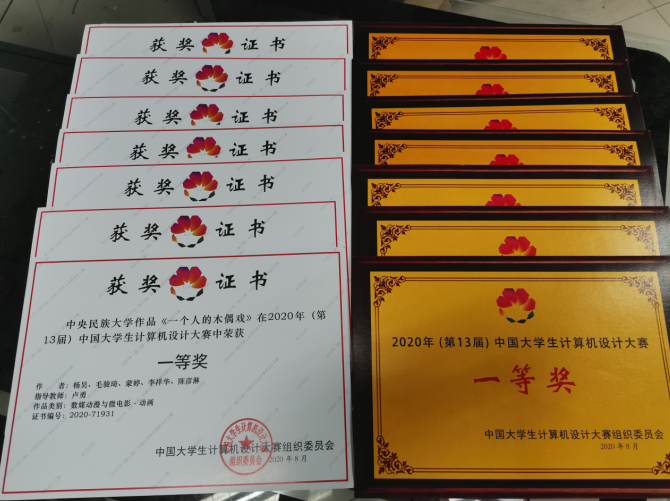 获奖证书
获奖证书
获奖证书
获奖证书
获奖证书
获奖证书
获奖证书
中央民族大学作品《一个人的木偶戏》在2020年（第
13届）中国大学生计算机设计大赛中荣获
一等奖
作 者：杨昊、毛骏琦、蒙婷、李祥华、陈彦琳
指导教师：卢勇
作品类别：数媒动漫与微电影 - 动画
证书编号：2020-71931
中国大学生计算机设计大赛组织委员会
2020 年 8 月
2020年（第13届）中国大学生计算机设计大赛
一等奖
中国大学生计算机设计大赛组织委员会
2020 年 8 月